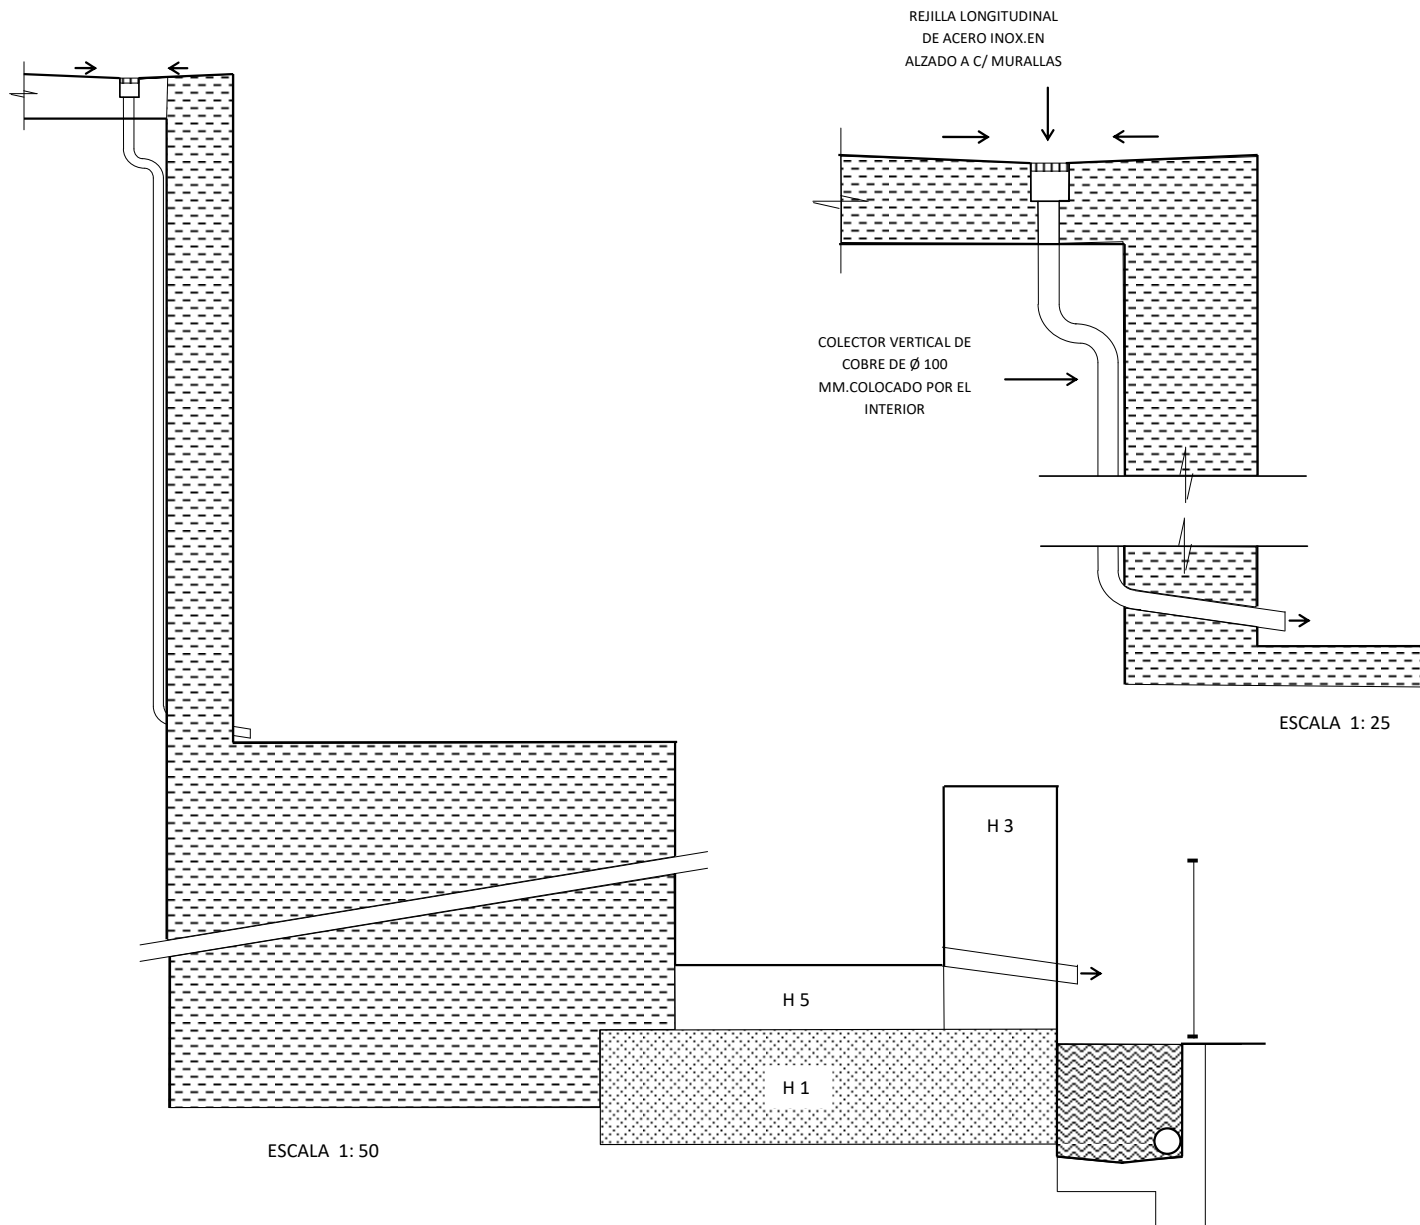 REJILLA LONGITUDINAL
DE ACERO INOX.EN
ALZADO A C/ MURALLAS
COLECTOR VERTICAL DE
COBRE DE Ø 100
MM.COLOCADO POR EL
INTERIOR
ESCALA 1: 25
H 3
H 5
H 1
ESCALA 1: 50